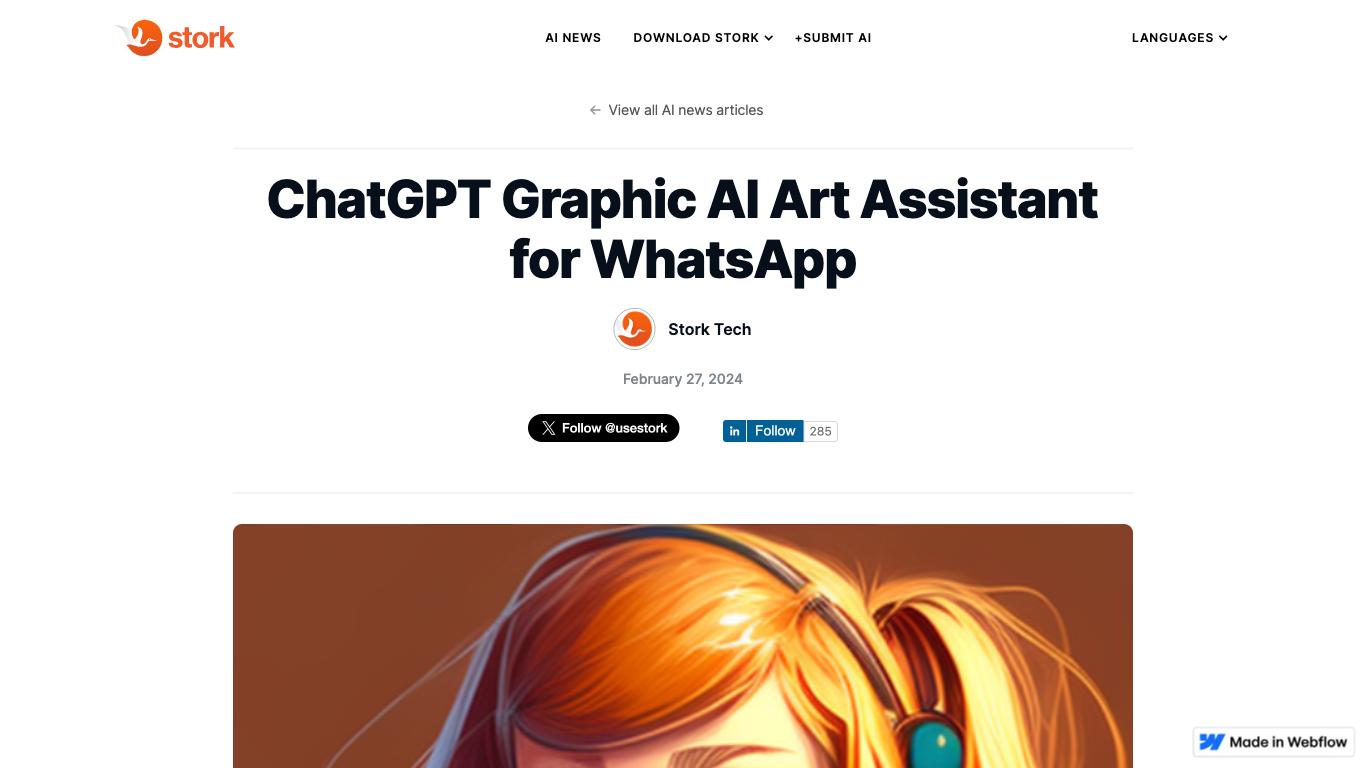 stork
AI NEWS
DOWNLOAD STORK
+SUBMIT AI
LANGUAGES
← View all AI news articles
ChatGPT Graphic AI Art Assistant
for WhatsApp
Stork Tech
February 27, 2024
Follow @usestork
in Follow 285
Made in Webflow